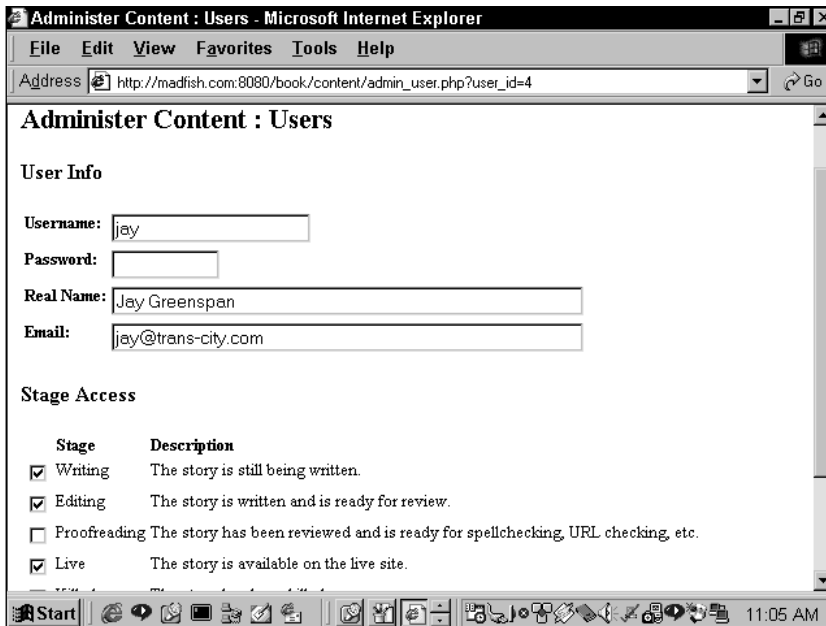 Administer Content : Users - Microsoft Internet Explorer
File Edit View Favorites Tools Help
Address http://madfish.com:8080/book/content/admin_user.php?user_id=4 Go
Administer Content : Users
User Info
Username: jay
Password:
Real Name: Jay Greenspan
Email: jay@trans-city.com
Stage Access
Stage Description
Writing The story is still being written.
Editing The story is written and is ready for review.
Proofreading The story has been reviewed and is ready for spellchecking, URL checking, etc.
Live The story is available on the live site.
Start 11:05 AM